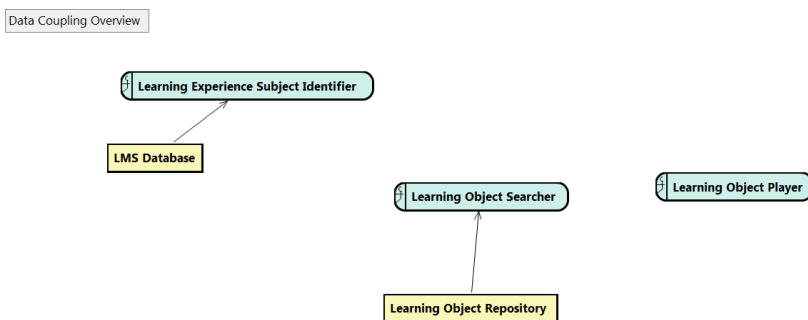 Data Coupling Overview
Learning Experience Subject Identifier
LMS Database
Learning Object Searcher
Learning Object Player
Learning Object Repository